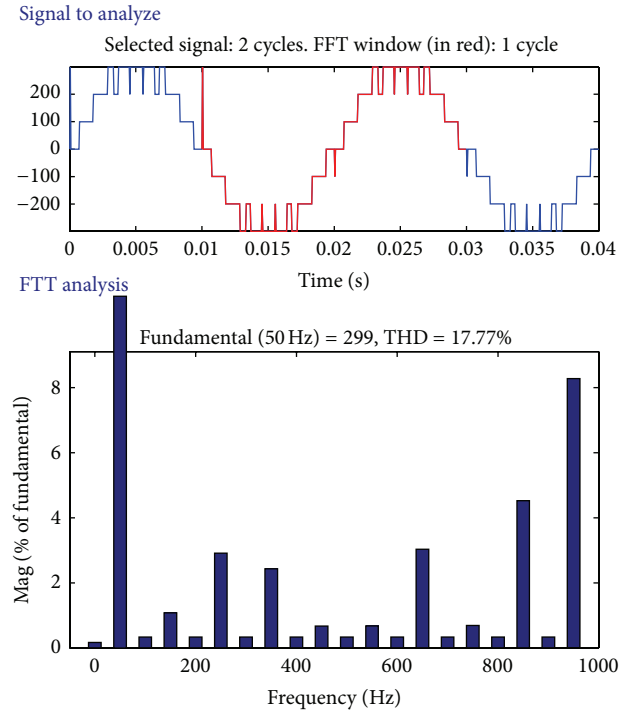 Signal to analyze
Selected signal: 2 cycles. FFT window (in red): 1 cycle
200
100
0
−100
−200
0 0.005 0.01 0.015 0.02 0.025 0.03 0.035 0.04
Time (s)
FTT analysis
Fundamental (50 Hz) = 299, THD = 17.77%
Mag (% of fundamental)
8
6
4
2
0
0 200 400 600 800 1000
Frequency (Hz)